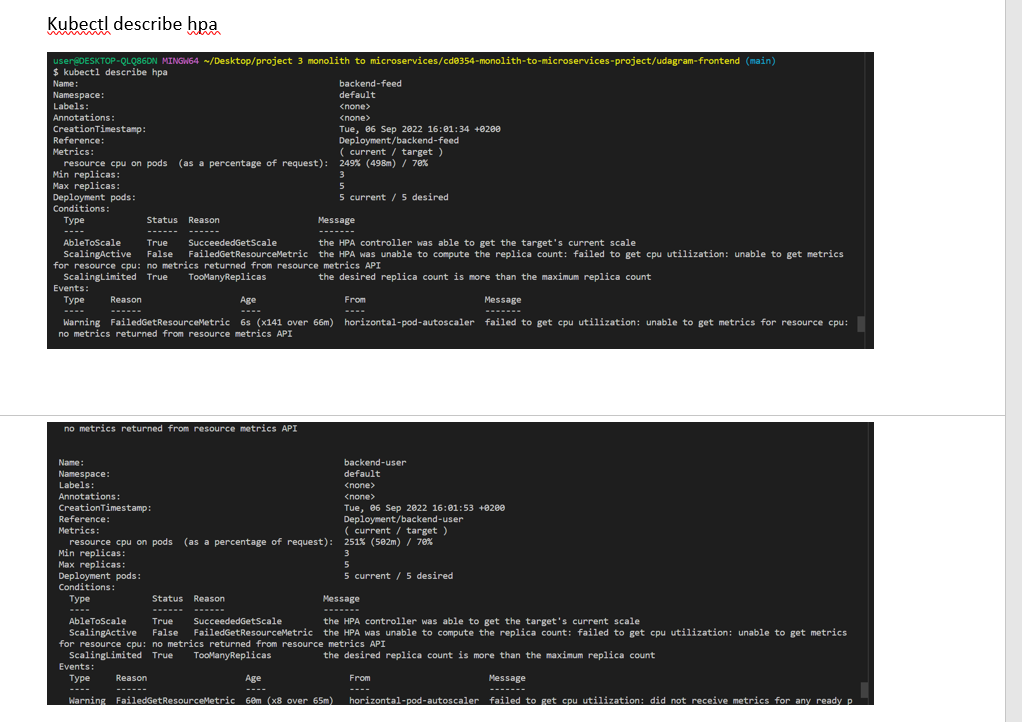 Kubectl describe hpa
user@DESKTOP-QLQ86DN MINGW64 ~/Desktop/project 3 monolith to microservices/cd0354-monolith-to-microservices-project/udagram-frontend (main)
$ kubectl describe hpa
Name: backend-feed
Namespace: default
Labels: <none>
Annotations: <none>
CreationTimestamp: Tue, 06 Sep 2022 16:01:34 +0200
Reference: Deployment/backend-feed
Metrics: ( current / target )
resource cpu on pods (as a percentage of request): 249% (498m) / 70%
Min replicas: 3
Max replicas: 5
Deployment pods: 5 current / 5 desired
Conditions:
Type Status Reason Message
---- ------ ------ -------
AbleToScale True SucceededGetScale the HPA controller was able to get the target's current scale
ScalingActive False FailedGetResourceMetric the HPA was unable to compute the replica count: failed to get cpu utilization: unable to get metrics
for resource cpu: no metrics returned from resource metrics API
ScalingLimited True TooManyReplicas the desired replica count is more than the maximum replica count
Events:
Type Reason Age From Message
---- ------ ---- ---- -------
Warning FailedGetResourceMetric 6s (x141 over 66m) horizontal-pod-autoscaler failed to get cpu utilization: unable to get metrics for resource cpu:
no metrics returned from resource metrics API
no metrics returned from resource metrics API
Name: backend-user
Namespace: default
Labels: <none>
Annotations: <none>
CreationTimestamp: Tue, 06 Sep 2022 16:01:53 +0200
Reference: Deployment/backend-user
Metrics: ( current / target )
resource cpu on pods (as a percentage of request): 251% (502m) / 70%
Min replicas: 3
Max replicas: 5
Deployment pods: 5 current / 5 desired
Conditions:
Type Status Reason Message
---- ------ ------ -------
AbleToScale True SucceededGetScale the HPA controller was able to get the target's current scale
ScalingActive False FailedGetResourceMetric the HPA was unable to compute the replica count: failed to get cpu utilization: unable to get metrics
for resource cpu: no metrics returned from resource metrics API
ScalingLimited True TooManyReplicas the desired replica count is more than the maximum replica count
Events:
Type Reason Age From Message
---- ------ ---- ---- -------
Warning FailedGetResourceMetric 60m (x8 over 65m) horizontal-pod-autoscaler failed to get cpu utilization: did not receive metrics for any ready p